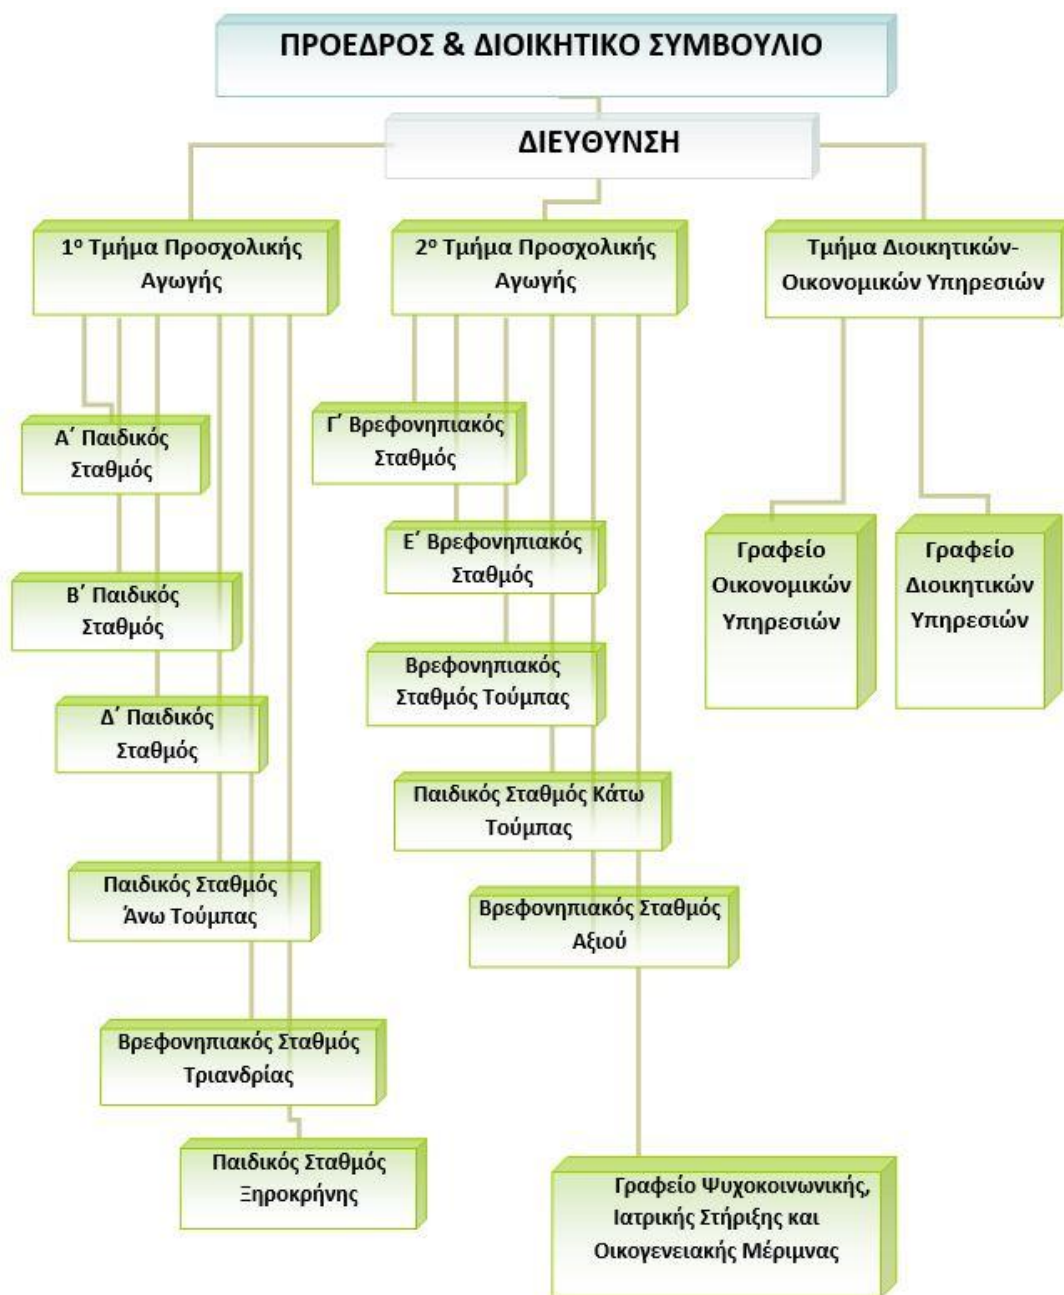 ΠΡΟΕΔΡΟΣ & ΔΙΟΙΚΗΤΙΚΟ ΣΥΜΒΟΥΛΙΟ
ΔΙΕΥΘΥΝΣΗ
1ο Τμήμα Προσχολικής
Αγωγής
2ο Τμήμα Προσχολικής
Αγωγής
Τμήμα Διοικητικών-
Οικονομικών Υπηρεσιών
Α΄ Παιδικός
Σταθμός
Β΄ Παιδικός
Σταθμός
Δ΄ Παιδικός
Σταθμός
Παιδικός Σταθμός
Άνω Τούμπας
Βρεφονηπιακός Σταθμός
Τριανδρίας
Παιδικός Σταθμός
Ξηροκρήνης
Γ΄ Βρεφονηπιακός
Σταθμός
Ε΄ Βρεφονηπιακός
Σταθμός
Βρεφονηπιακός
Σταθμός Τούμπας
Παιδικός Σταθμός Κάτω
Τούμπας
Βρεφονηπιακός Σταθμός
Αξιού
Γραφείο Ψυχοκοινωνικής,
Ιατρικής Στήριξης και
Οικογενειακής Μέριμνας
Γραφείο
Οικονομικών
Υπηρεσιών
Γραφείο
Διοικητικών
Υπηρεσιών